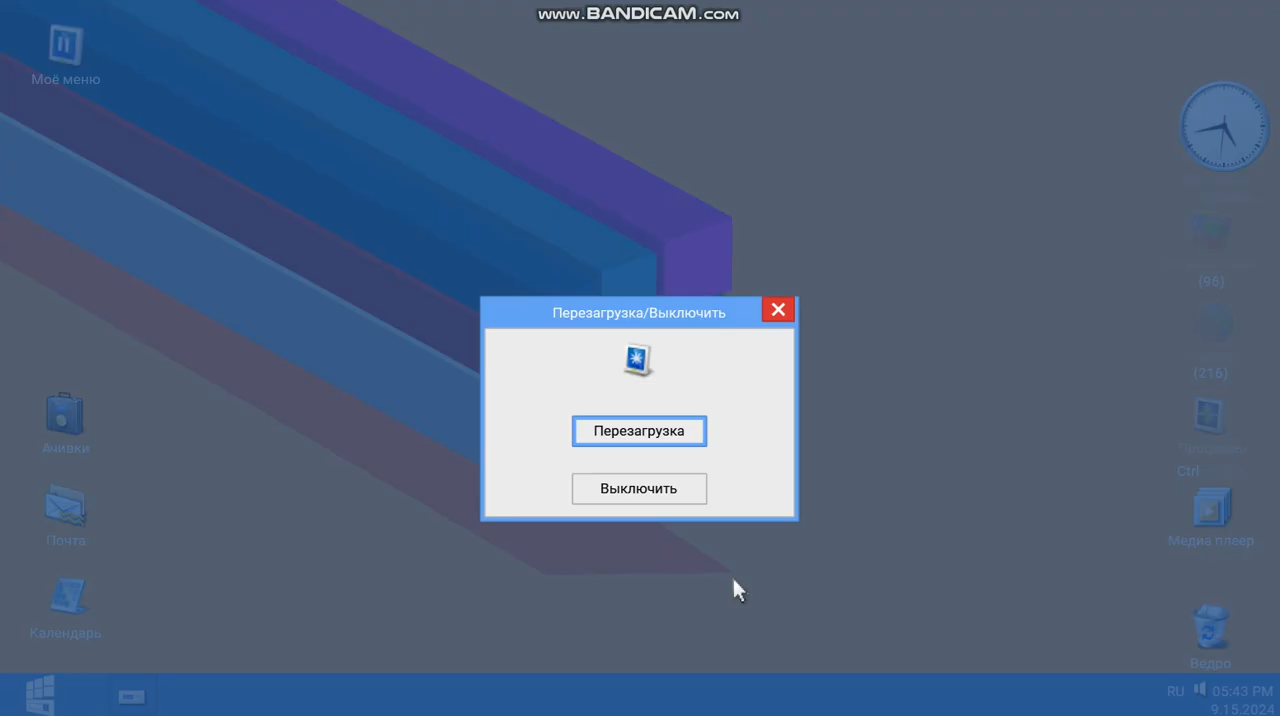 www.BANDICAM.com
Моё меню
(96)
(216)
Ctrl
Перезагрузка/Выключить
Перезагрузка
Выключить
Ачивки
Почта
Календарь
Медиа плеер
Ведро
RU
05:43 PM
9.15.2024